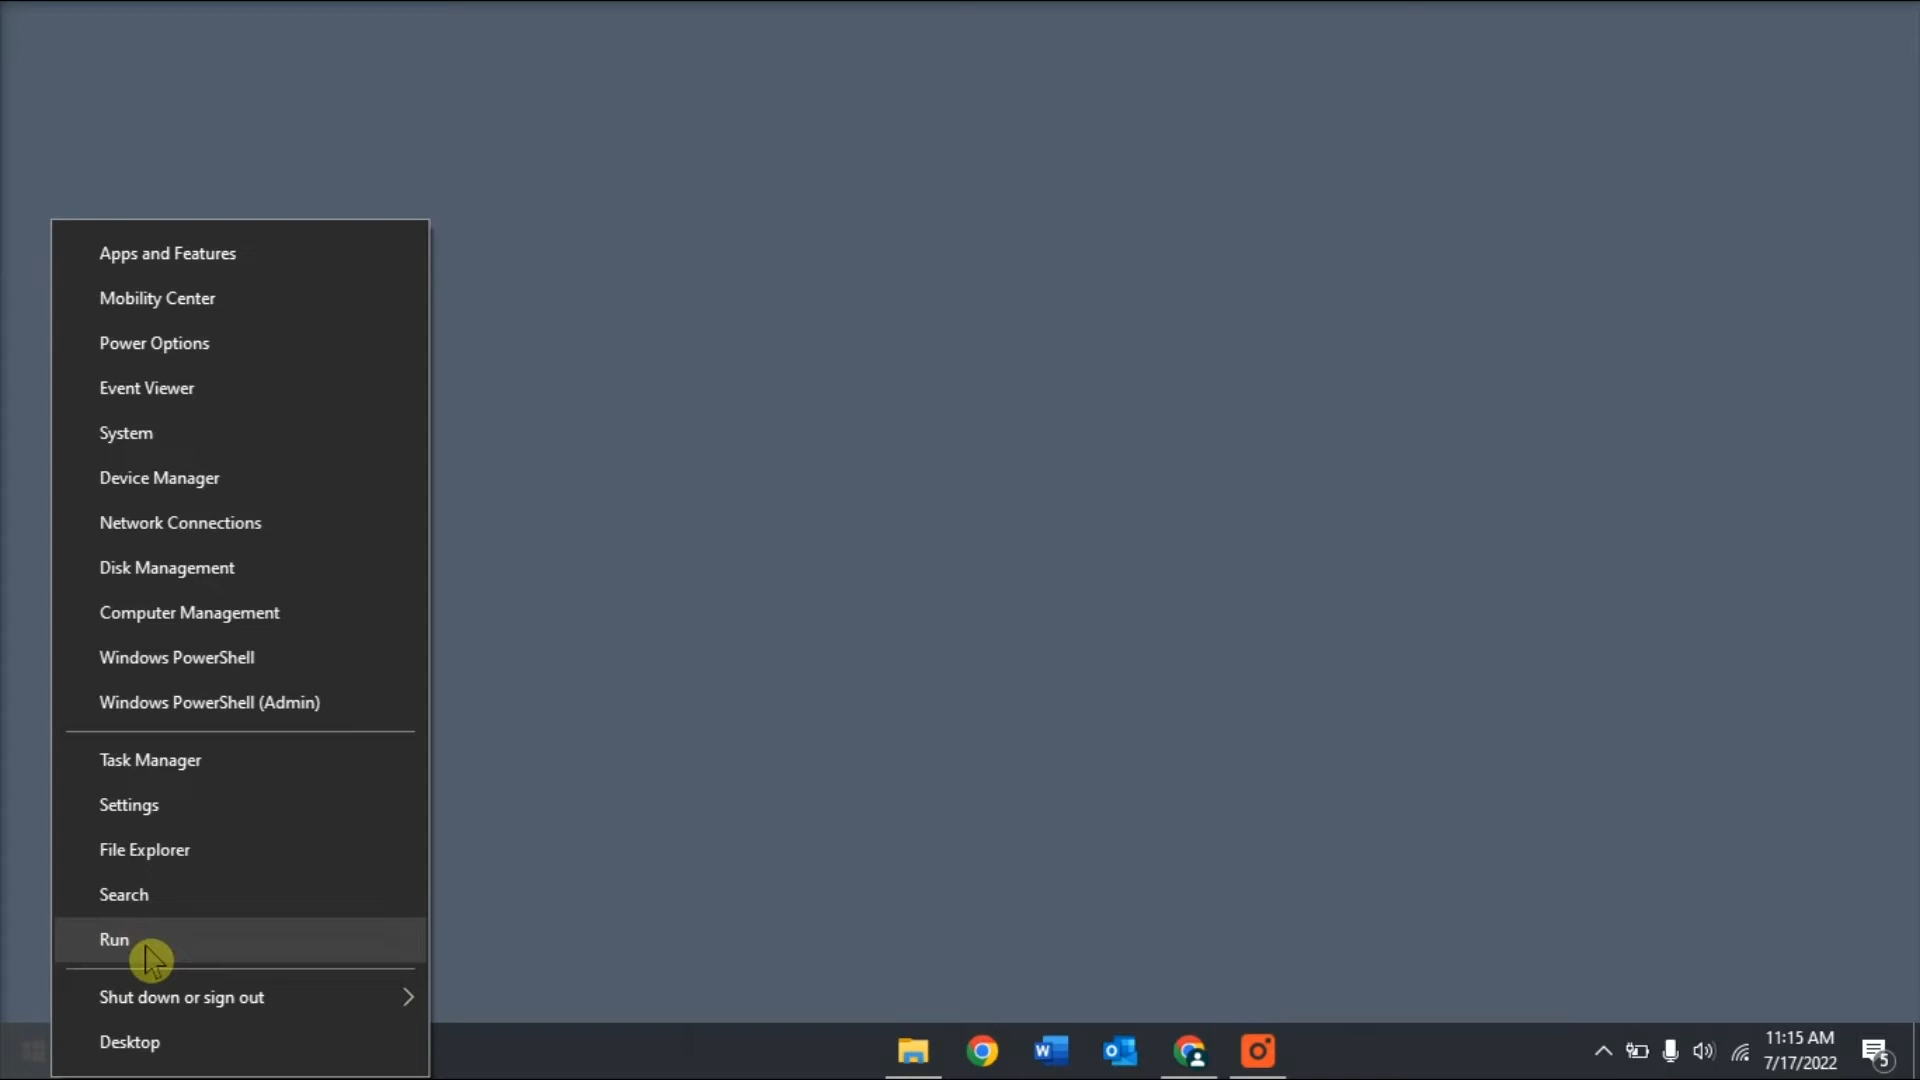 Apps and Features
Mobility Center
Power Options
Event Viewer
System
Device Manager
Network Connections
Disk Management
Computer Management
Windows PowerShell
Windows PowerShell (Admin)
Task Manager
Settings
File Explorer
Search
Run
Shut down or sign out
Desktop
W
O
11:15 AM
7/17/2022
5